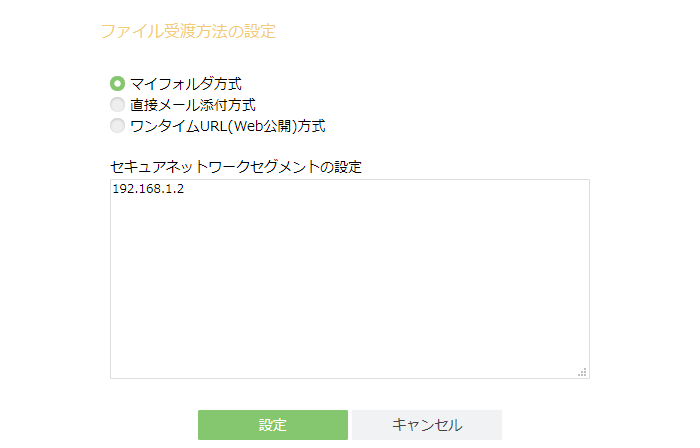 ファイル受渡方法の設定
マイフォルダ方式
直接メール添付方式
ワンタイムURL(Web公開)方式
セキュアネットワークセグメントの設定
192.168.1.2
設定
キャンセル